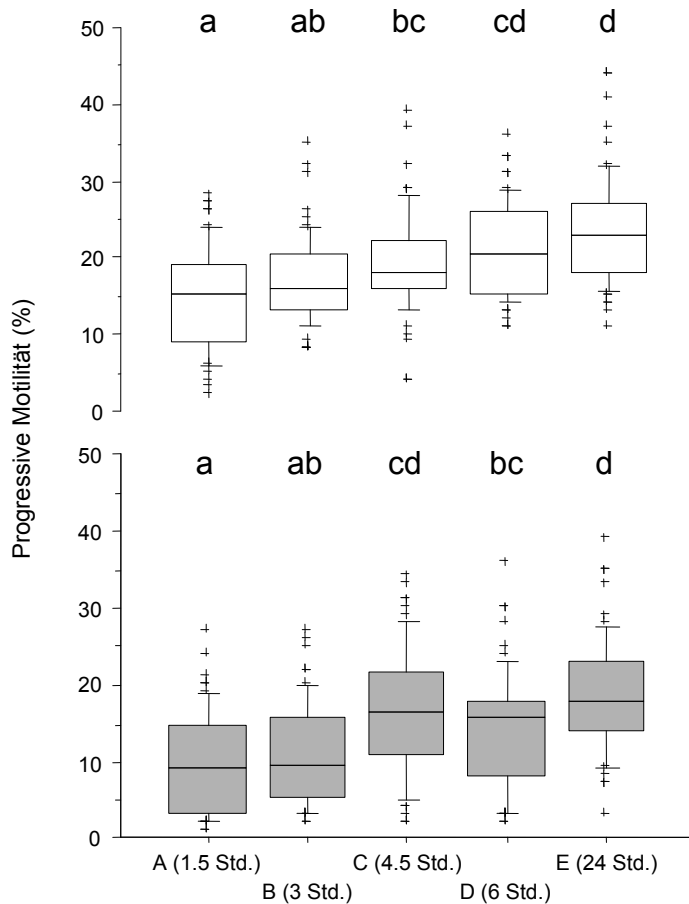 50 a ab bc cd d
40
30
20
10
0
Progressive Motilität (%)
50 a ab cd bc d
40
30
20
10
0
A (1.5 Std.) C (4.5 Std.) E (24 Std.)
B (3 Std.) D (6 Std.)